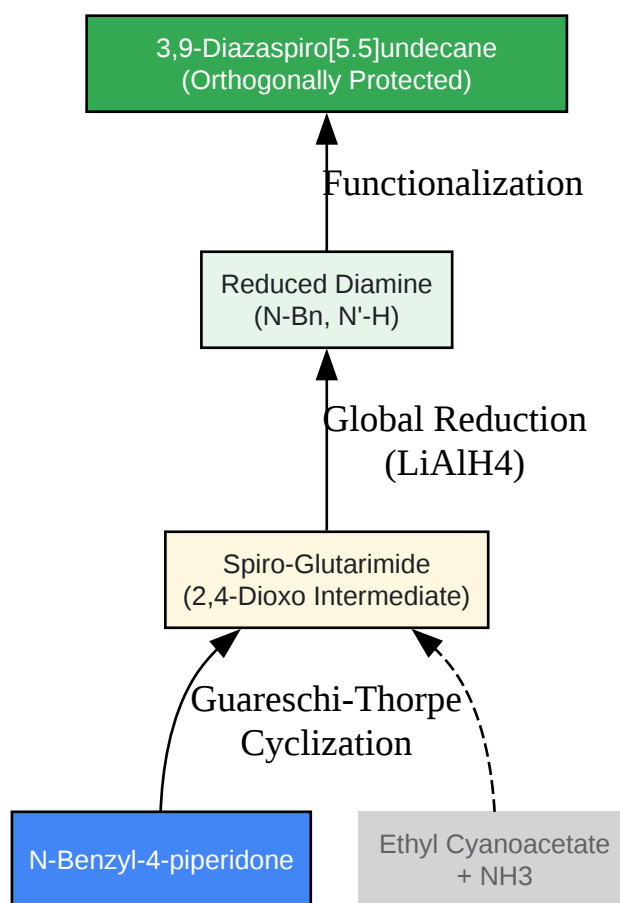 3,9-Diazaspiro[5.5]undecane
(Orthogonally Protected)
Functionalization
Reduced Diamine
(N-Bn, N'-H)
Global Reduction
(LiAlH4)
Spiro-Glutarimide
(2,4-Dioxo Intermediate)
Guareschi-Thorpe
Cyclization
N-Benzyl-4-piperidone
Ethyl Cyanoacetate
+ NH3